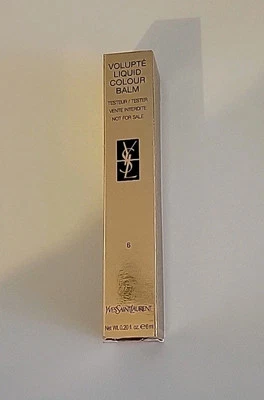 VOLUPTÉ
LIQUID
COLOUR
BALM
TESTEUR / TESTER
VENTE INTERDITE
NOT FOR SALE
YSL
6
YVESSAINTLAURENT
Net Wt. 0.20 fl. oz. ℮ 6 ml